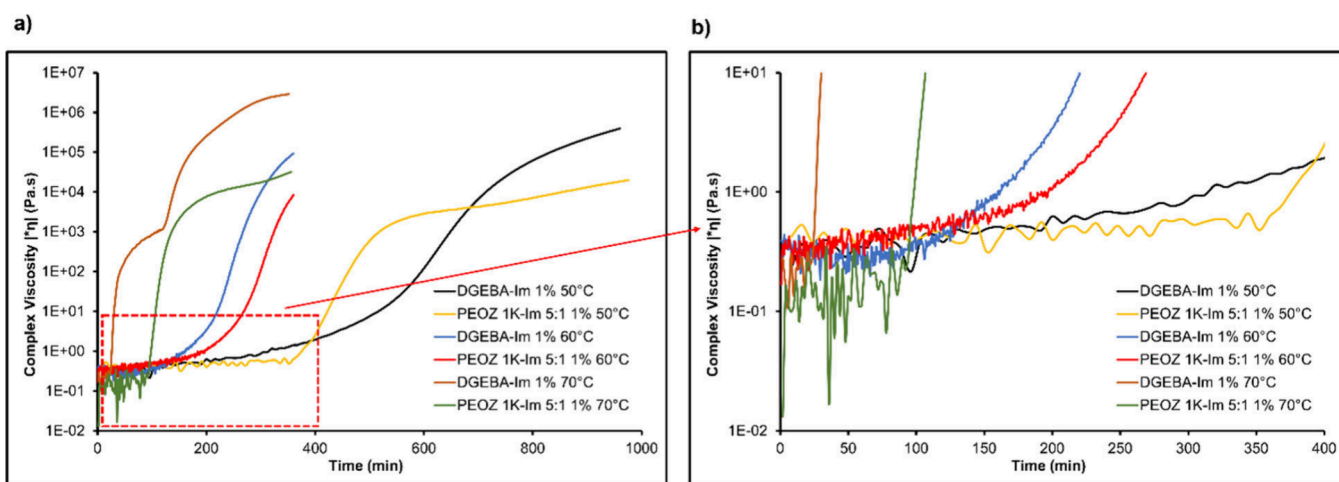 a)
Complex Viscosity |*η| (Pa.s)
1E+07
1E+06
1E+05
1E+04
1E+03
1E+02
1E+01
1E+00
1E-01
1E-02
0 200 400 600 800 1000
Time (min)
DGEBA-Im 1% 50°C
PEOZ 1K-Im 5:1 1% 50°C
DGEBA-Im 1% 60°C
PEOZ 1K-Im 5:1 1% 60°C
DGEBA-Im 1% 70°C
PEOZ 1K-Im 5:1 1% 70°C
b)
Complex Viscosity |*η| (Pa.s)
1E+01
1E+00
1E-01
1E-02
0 50 100 150 200 250 300 350 400
Time (min)
DGEBA-Im 1% 50°C
PEOZ 1K-Im 5:1 1% 50°C
DGEBA-Im 1% 60°C
PEOZ 1K-Im 5:1 1% 60°C
DGEBA-Im 1% 70°C
PEOZ 1K-Im 5:1 1% 70°C